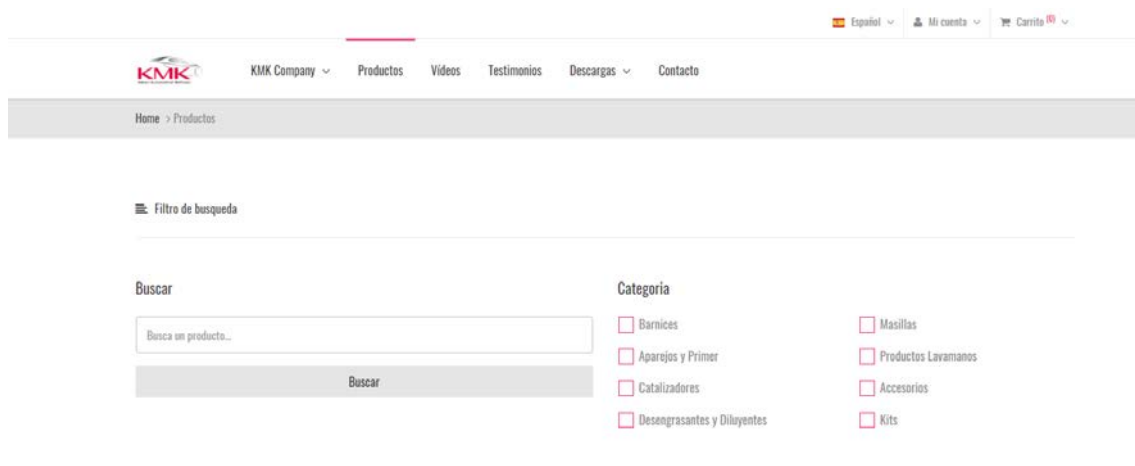 Español
Mi cuenta
Carrito (0)
KMK
KMK Company
Productos
Vídeos
Testimonios
Descargas
Contacto
Home > Productos
Filtro de busqueda
Buscar
Categoria
Busca un producto...
Buscar
Barnices
Masillas
Aparejos y Primer
Productos Lavamanos
Catalizadores
Accesorios
Desengrasantes y Diluyentes
Kits